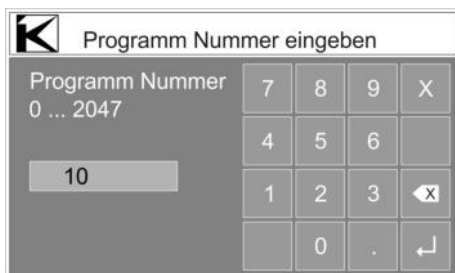 K Programm Nummer eingeben
Programm Nummer
0 ... 2047
10
7 8 9 X
4 5 6
1 2 3 X
0 .